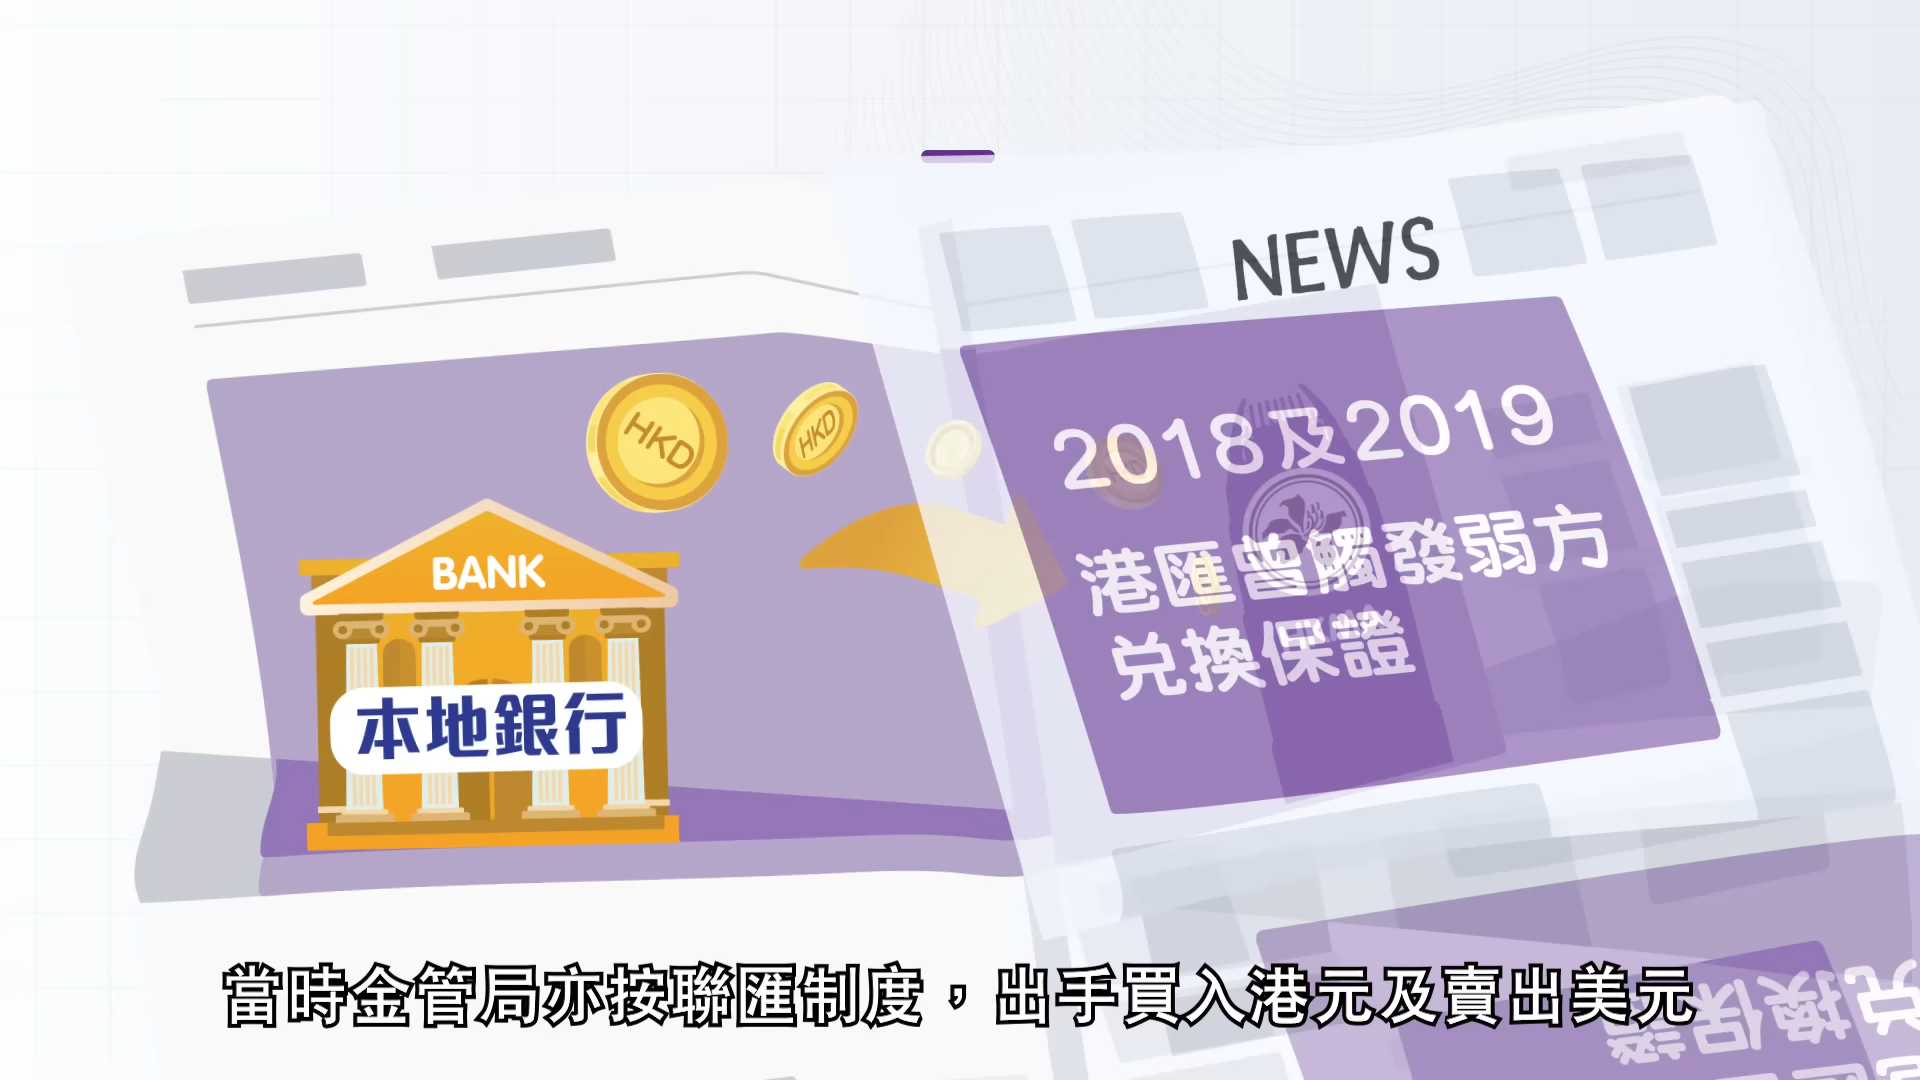 NEWS
2018及2019
港匯曾觸發弱方
兌換保證
HKD
HKD
BANK
本地銀行
當時金管局亦按聯匯制度，出手買入港元及賣出美元